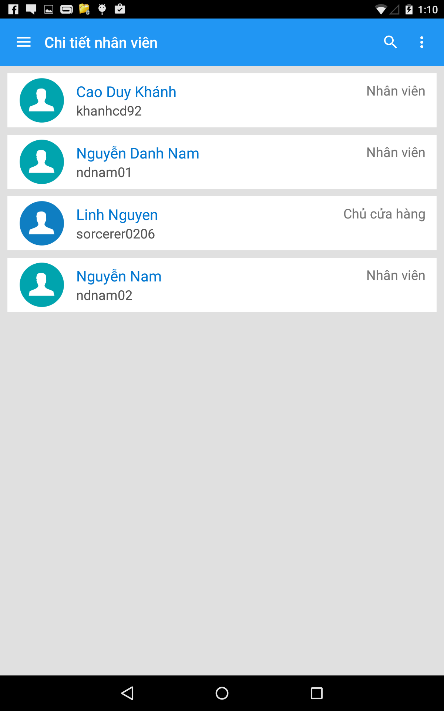 1:10
Chi tiết nhân viên
Cao Duy Khánh
Nhân viên
khanhcd92
Nguyễn Danh Nam
Nhân viên
ndnam01
Linh Nguyen
Chủ cửa hàng
sorcerer0206
Nguyễn Nam
Nhân viên
ndnam02